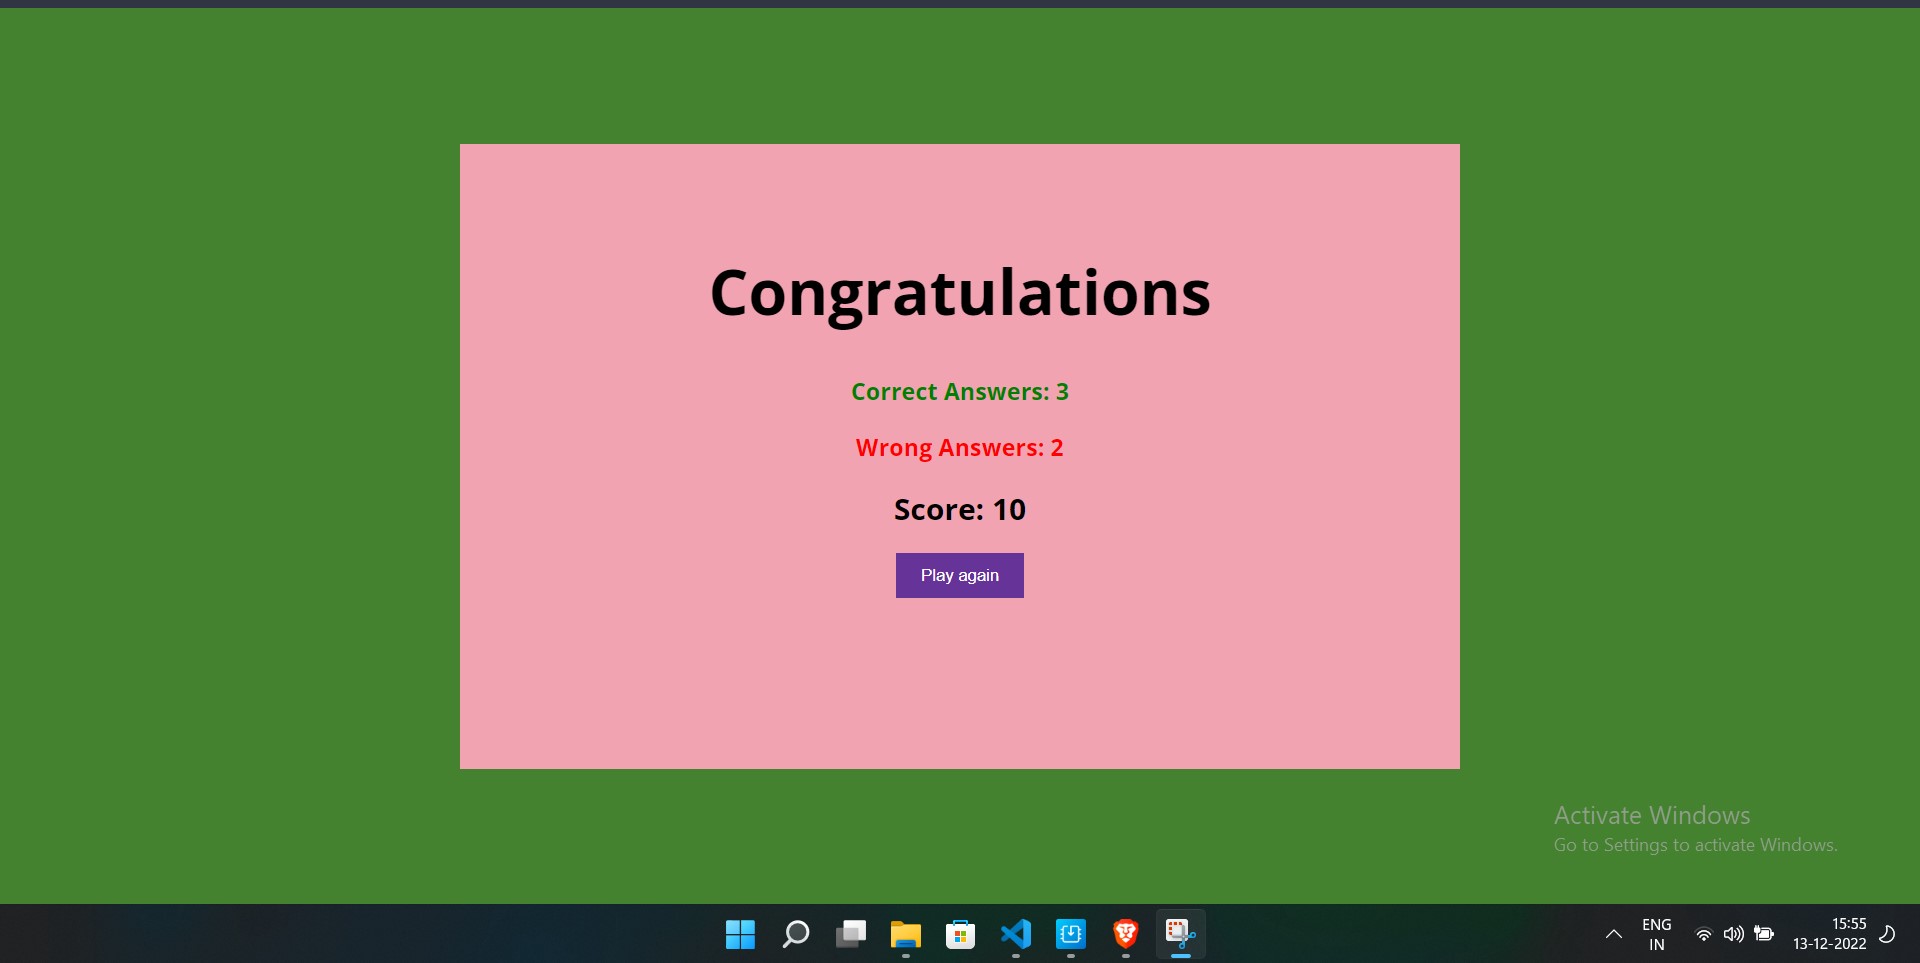 Congratulations
Correct Answers: 3
Wrong Answers: 2
Score: 10
Play again
Activate Windows
Go to Settings to activate Windows.
ENG
IN
15:55
13-12-2022